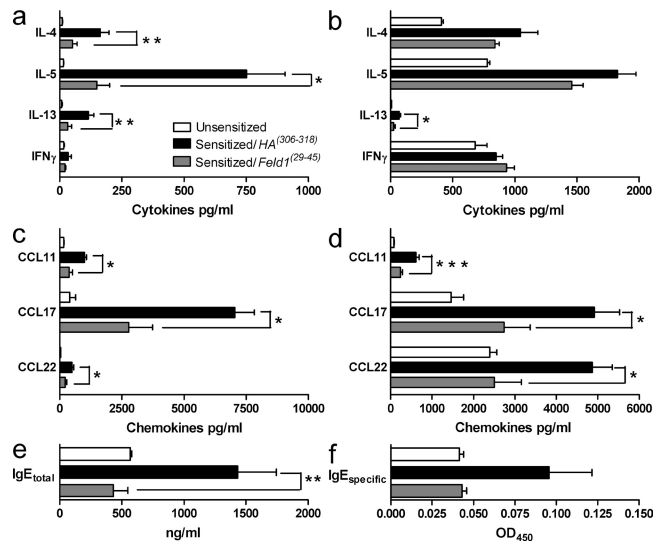 a
IL-4
**
IL-5
*
IL-13
**
IFNγ
Unsensitized
Sensitized/HA(306-318)
Sensitized/Feld1(29-45)
0 250 500 750 1000
Cytokines pg/ml
b
IL-4
IL-5
IL-13
*
IFNγ
0 500 1000 1500 2000
Cytokines pg/ml
c
CCL11
*
CCL17
*
CCL22
*
0 2500 5000 7500 10000
Chemokines pg/ml
d
CCL11
***
CCL17
*
CCL22
*
0 1000 2000 3000 4000 5000 6000
Chemokines pg/ml
e
IgEtotal
**
0 500 1000 1500 2000
ng/ml
f
IgEspecific
0.000 0.025 0.050 0.075 0.100 0.125 0.150
OD450